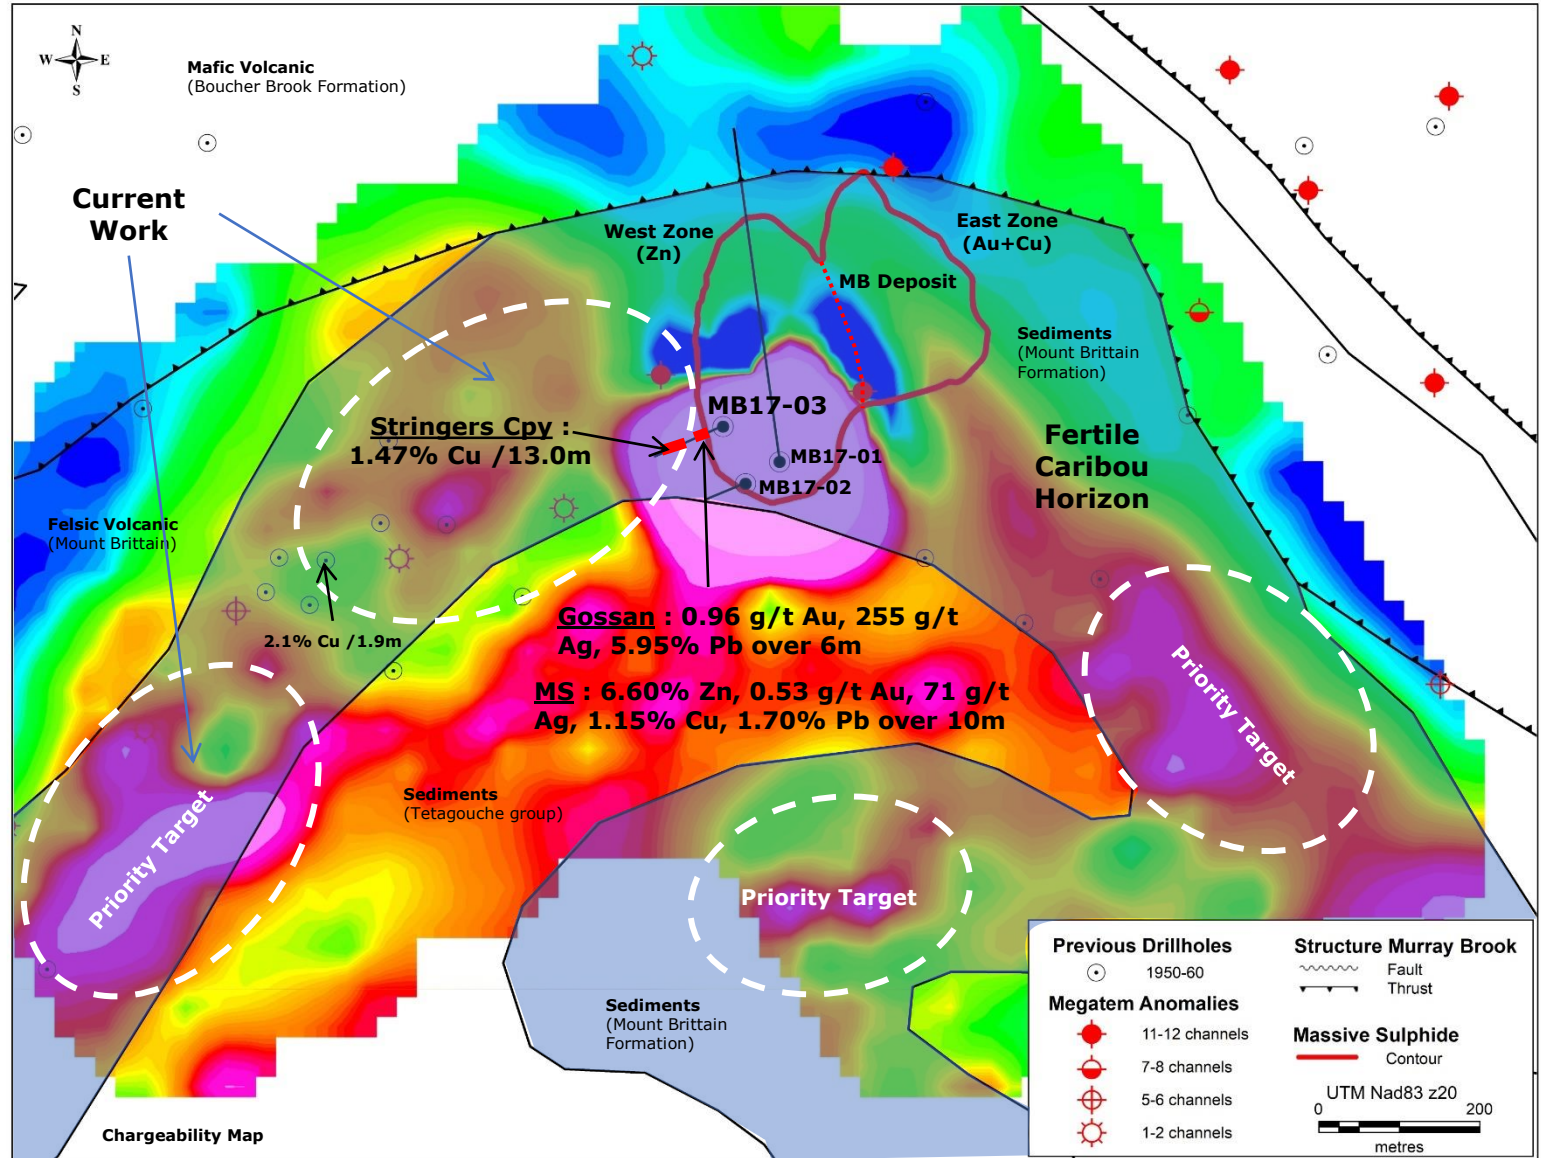 N
W E
S
Mafic Volcanic
(Boucher Brook Formation)
Current
Work
West Zone
(Zn)
East Zone
(Au+Cu)
MB Deposit
Sediments
(Mount Brittain
Formation)
MB17-03
Stringers Cpy :
1.47% Cu /13.0m
MB17-01
MB17-02
Fertile
Caribou
Horizon
Felsic Volcanic
(Mount Brittain)
2.1% Cu /1.9m
Gossan : 0.96 g/t Au, 255 g/t
Ag, 5.95% Pb over 6m
MS : 6.60% Zn, 0.53 g/t Au, 71 g/t
Ag, 1.15% Cu, 1.70% Pb over 10m
Priority Target
Sediments
(Tetagouche group)
Priority Target
Priority Target
Sediments
(Mount Brittain
Formation)
Chargeability Map
Previous Drillholes
1950-60
Megatem Anomalies
11-12 channels
7-8 channels
5-6 channels
1-2 channels
Structure Murray Brook
Fault
Thrust
Massive Sulphide
Contour
UTM Nad83 z20
0 200
metres